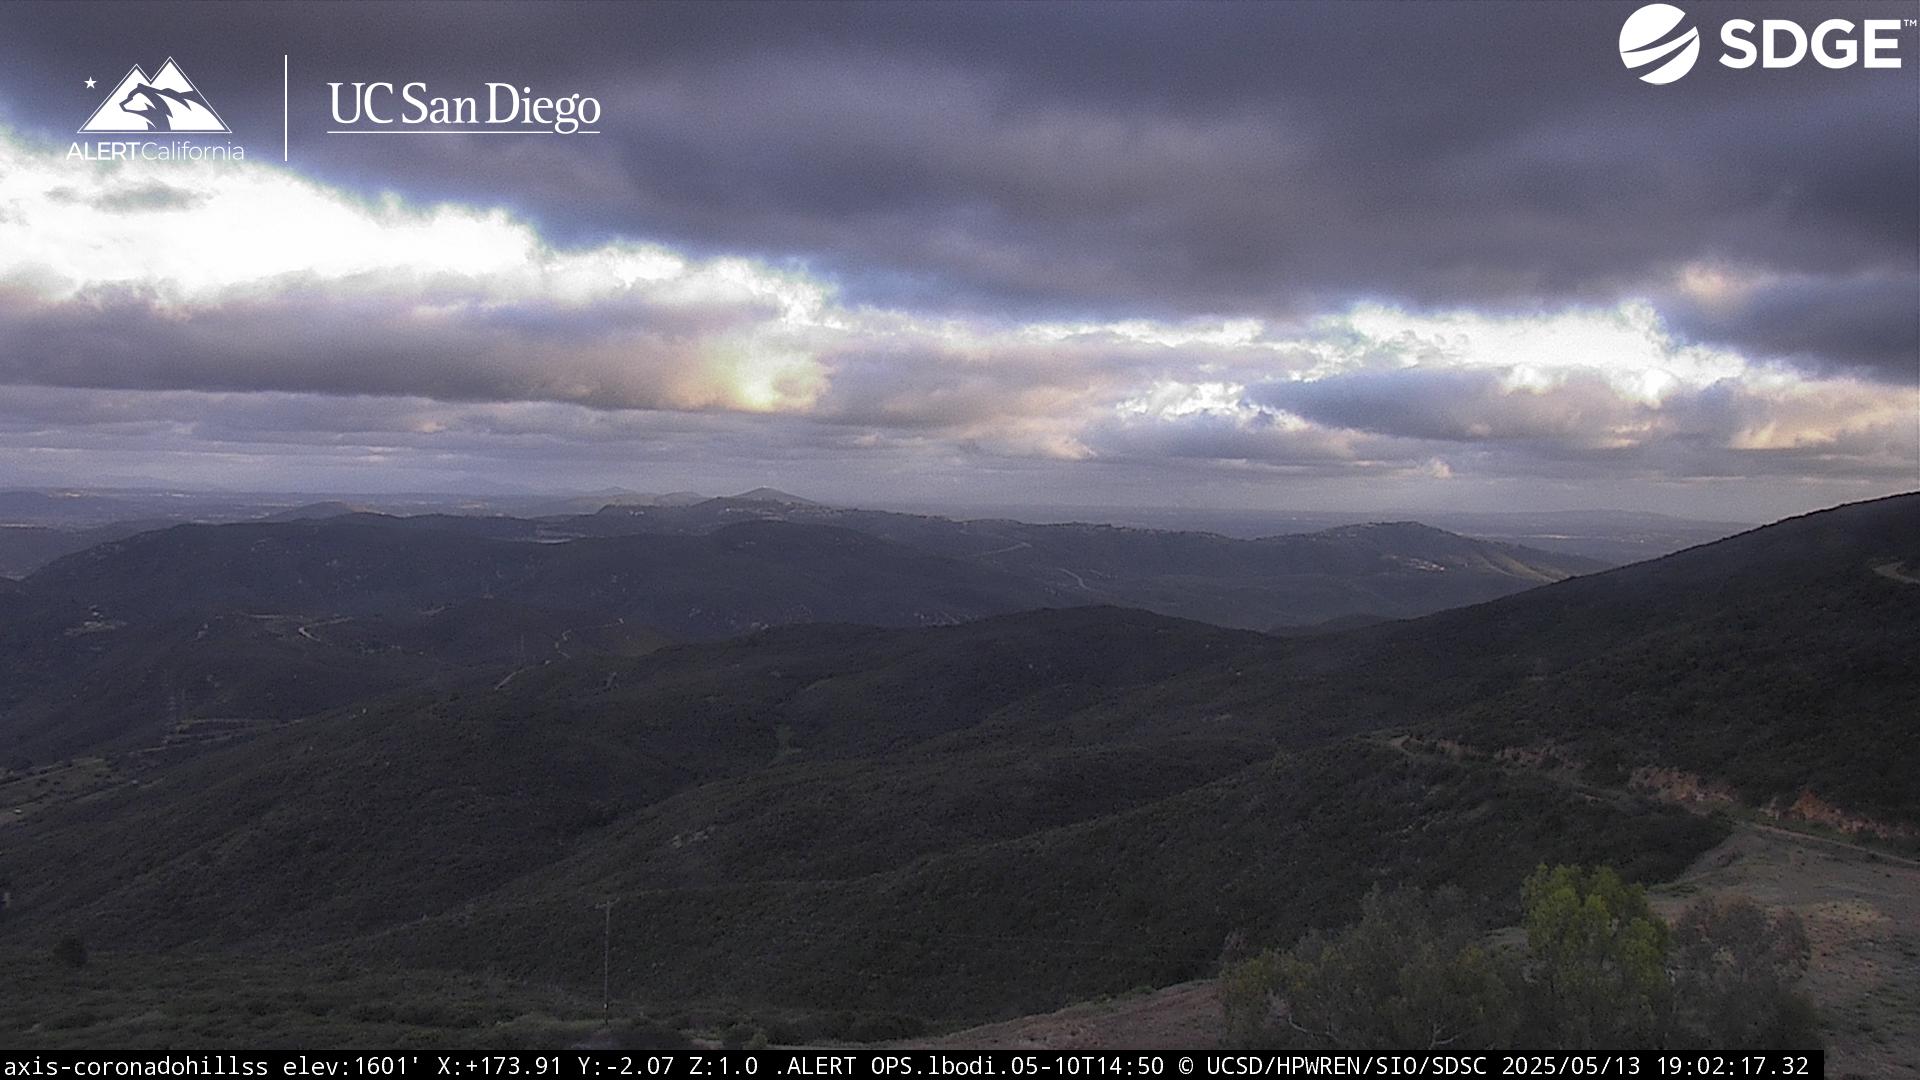 SDGE™
UC San Diego
ALERTCalifornia
axis-coronadohillss elev:1601' X:+173.91 Y:-2.07 Z:1.0 .ALERT OPS.lbodi.05-10T14:50 © UCSD/HPWREN/SIO/SDSC 2025/05/13 19:02:17.32